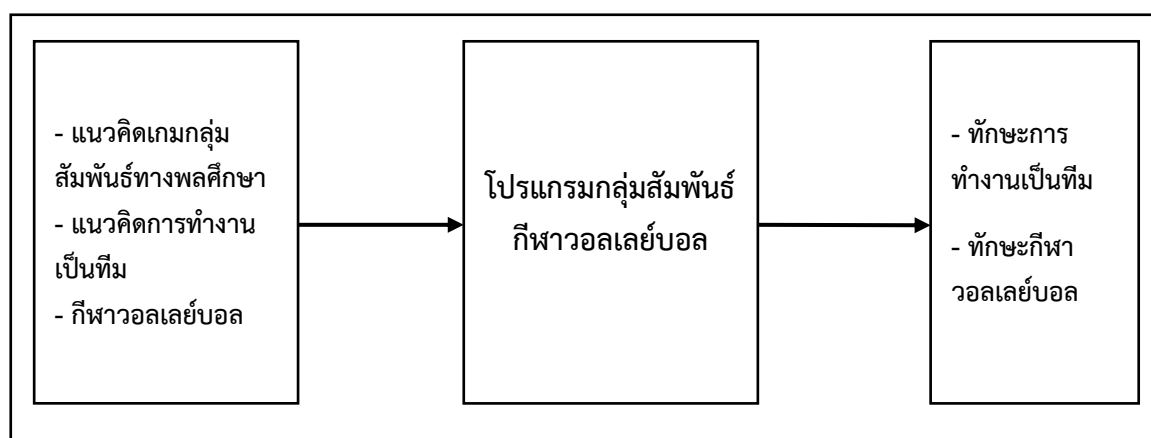 - แนวคิดเกมกลุ่ม
สัมพันธ์ทางพลศึกษา
- แนวคิดการทำงาน
เป็นทีม
- กีฬาวอลเลย์บอล
โปรแกรมกลุ่มสัมพันธ์
กีฬาวอลเลย์บอล
- ทักษะการ
ทำงานเป็นทีม
- ทักษะกีฬา
วอลเลย์บอล